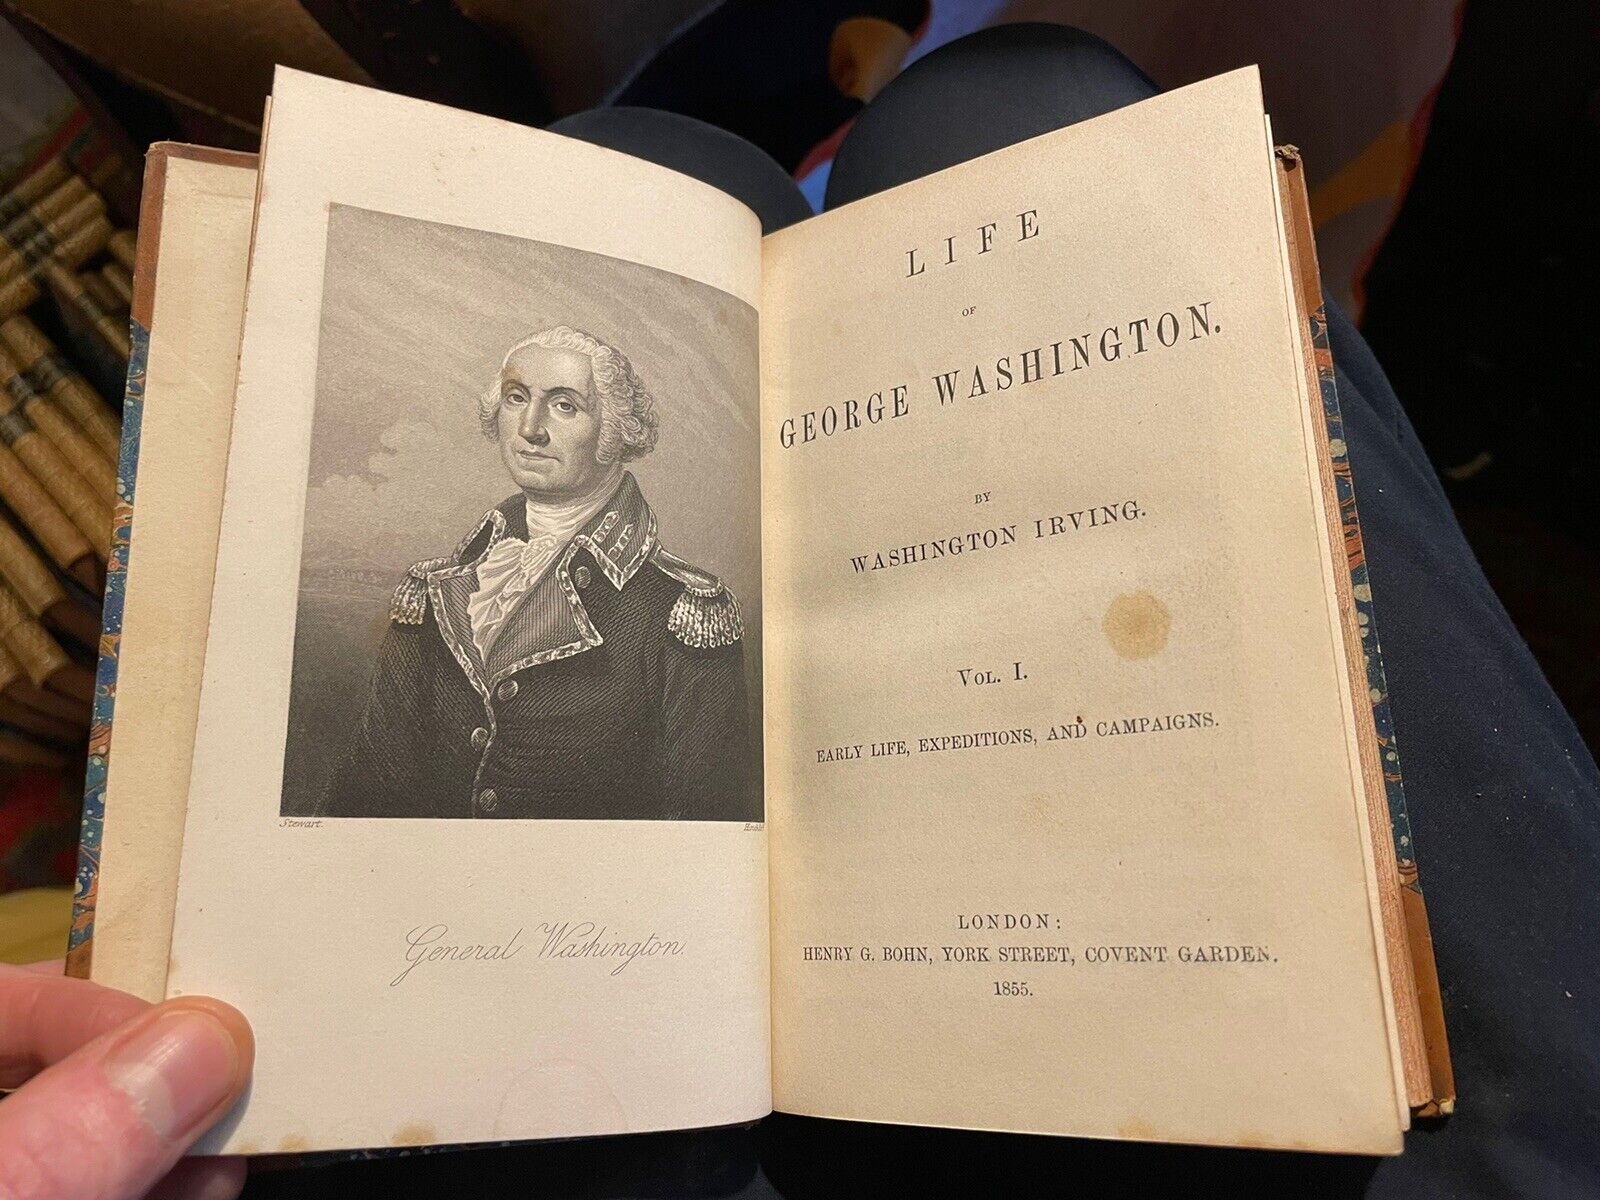 Stewart.
General Washington.
LIFE
OF
GEORGE WASHINGTON.
BY
WASHINGTON IRVING.
VOL. I.
EARLY LIFE, EXPEDITIONS, AND CAMPAIGNS.
LONDON:
HENRY G. BOHN, YORK STREET, COVENT GARDEN.
1855.